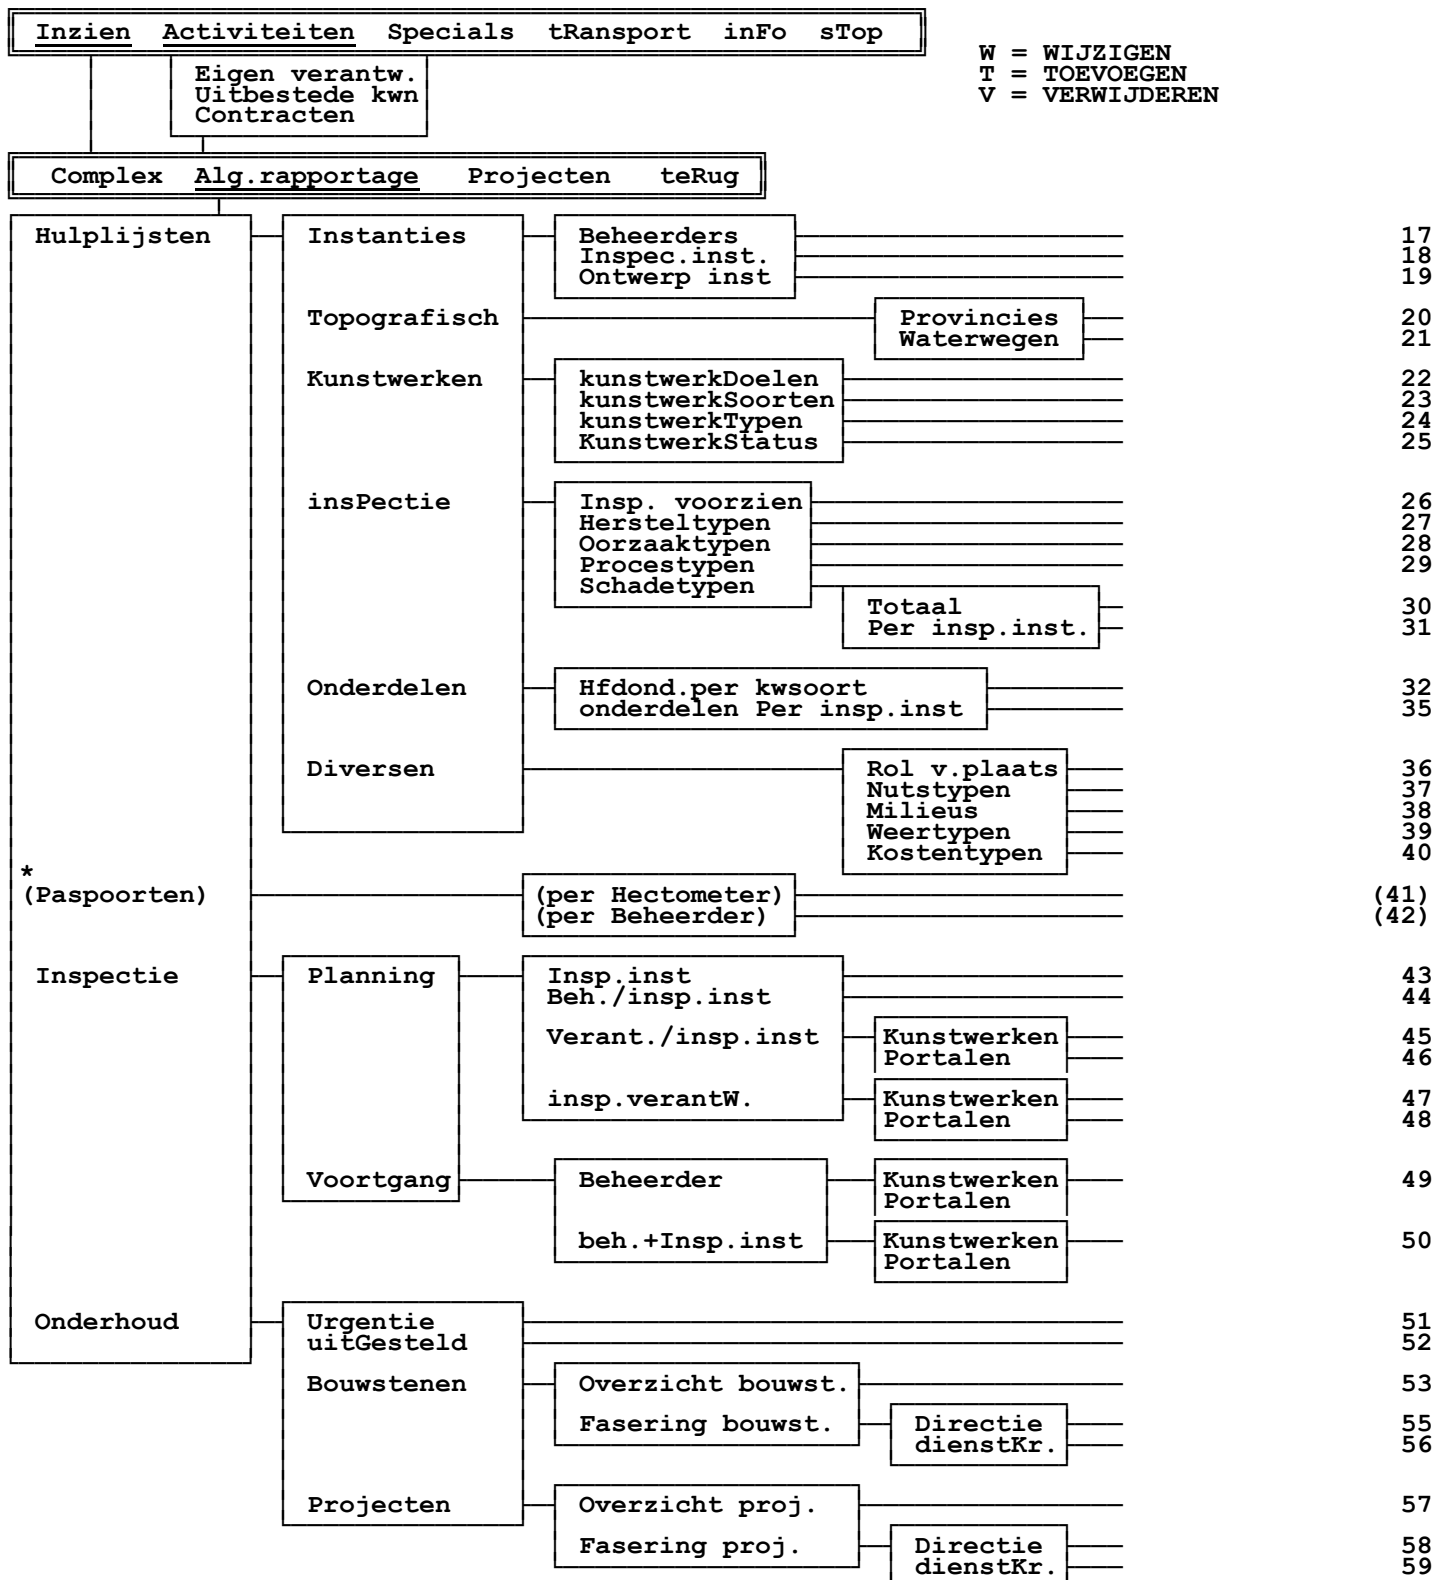 Inzien Activiteiten Specials tRansport inFo sTop
W = WIJZIGEN
T = TOEVOEGEN
V = VERWIJDEREN
Eigen verantw.
Uitbestede kwn
Contracten
Complex Alg.rapportage Projecten teRug
Hulplijsten Instanties Beheerders 17
Inspec.inst. 18
Ontwerp inst 19
Topografisch Provincies 20
Waterwegen 21
Kunstwerken kunstwerkDoelen 22
kunstwerkSoorten 23
kunstwerkTypen 24
KunstwerkStatus 25
insPectie Insp. voorzien 26
Hersteltypen 27
Oorzaaktypen 28
Procestypen 29
Schadetypen
Totaal 30
Per insp.inst. 31
Onderdelen Hfdond.per kwsoort 32
onderdelen Per insp.inst 35
Diversen Rol v.plaats 36
Nutstypen 37
Milieus 38
Weertypen 39
Kostentypen 40
*
(Paspoorten) (per Hectometer) (41)
(per Beheerder) (42)
Inspectie Planning Insp.inst 43
Beh./insp.inst 44
Verant./insp.inst Kunstwerken 45
Portalen 46
insp.verantW. Kunstwerken 47
Portalen 48
Voortgang Beheerder Kunstwerken 49
Portalen
beh.+Insp.inst Kunstwerken 50
Portalen
Onderhoud Urgentie 51
uitGesteld 52
Bouwstenen Overzicht bouwst. 53
Fasering bouwst. Directie 55
dienstKr. 56
Projecten Overzicht proj. 57
Fasering proj. Directie 58
dienstKr. 59